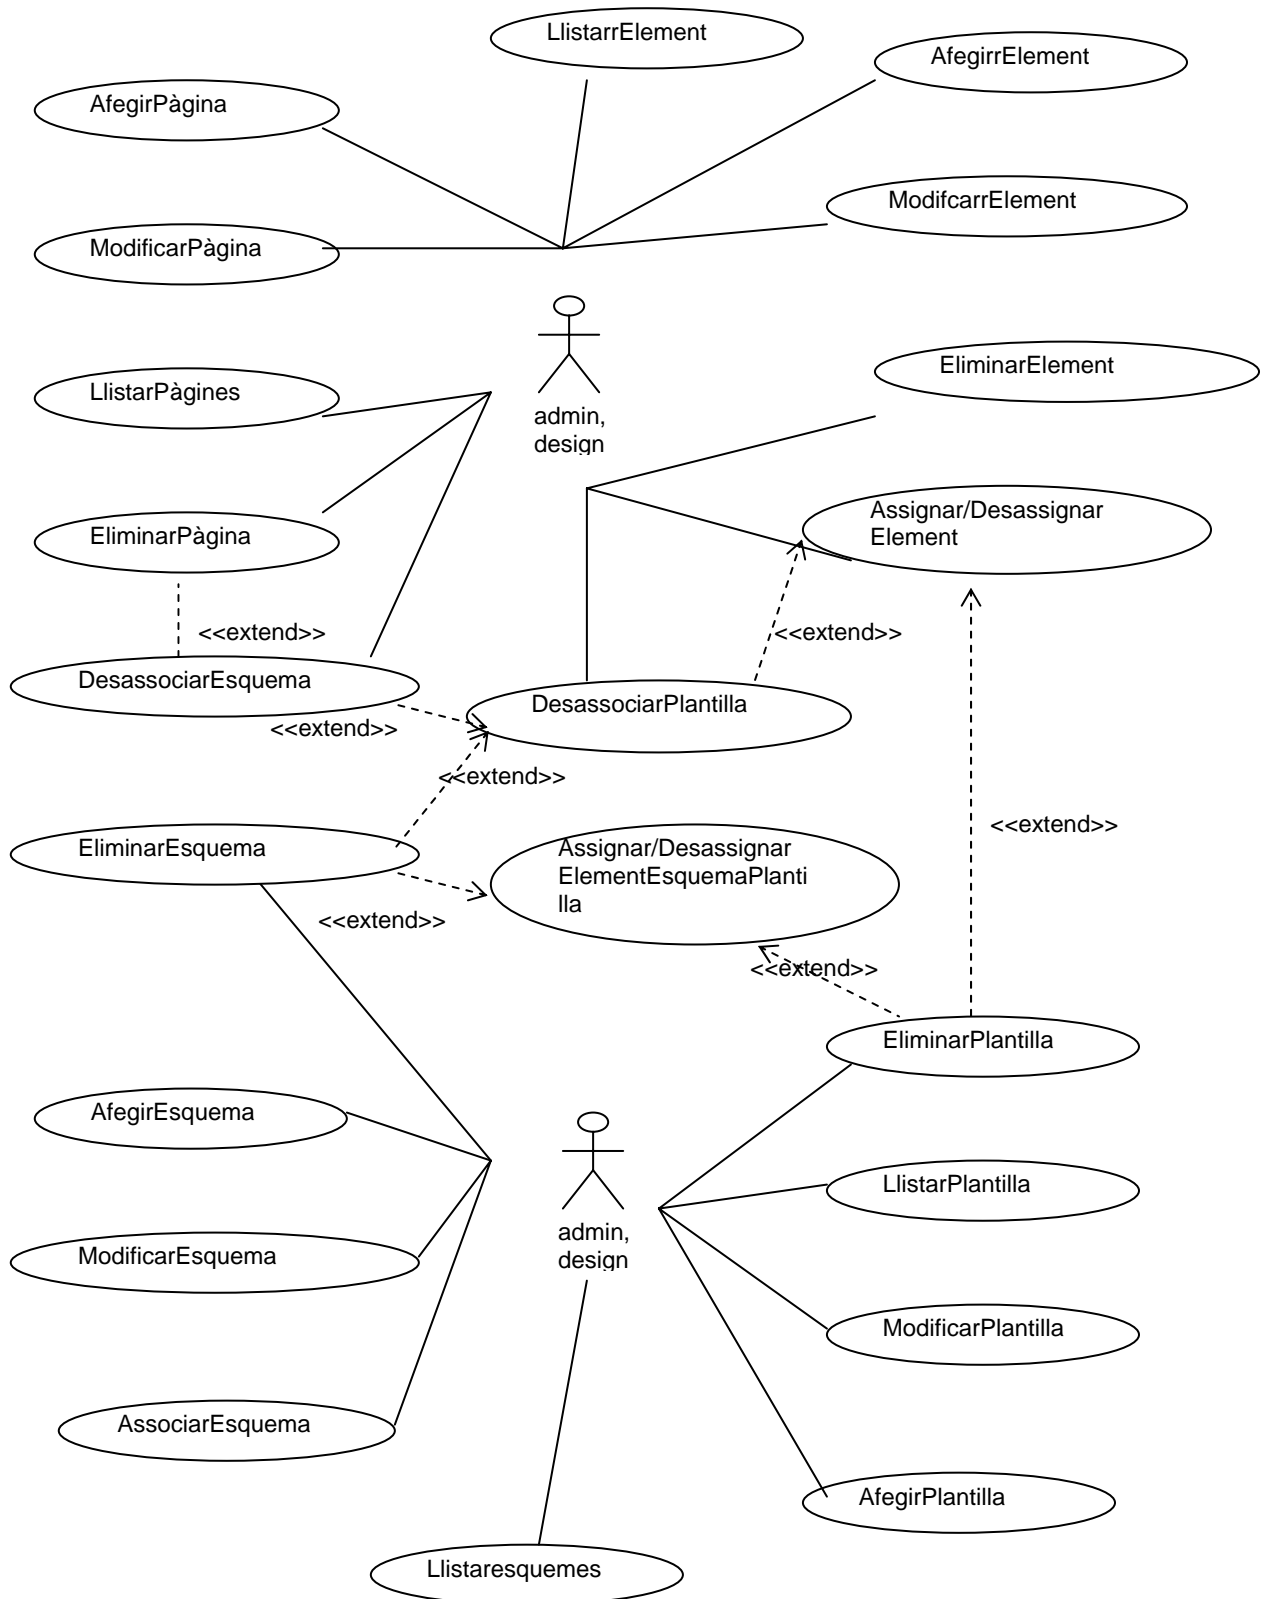 LlistarrElement
AfegirrElement
AfegirPàgina
ModifcarrElement
ModificarPàgina
EliminarElement
LlistarPàgines
admin,
design
Assignar/Desassignar
Element
EliminarPàgina
<<extend>>
<<extend>>
DesassociarEsquema
DesassociarPlantilla
<<extend>>
<<extend>>
<<extend>>
EliminarEsquema
Assignar/Desassignar
ElementEsquemaPlanti
lla
<<extend>>
<<extend>>
EliminarPlantilla
AfegirEsquema
LlistarPlantilla
admin,
design
ModificarEsquema
ModificarPlantilla
AssociarEsquema
AfegirPlantilla
Llistaresquemes